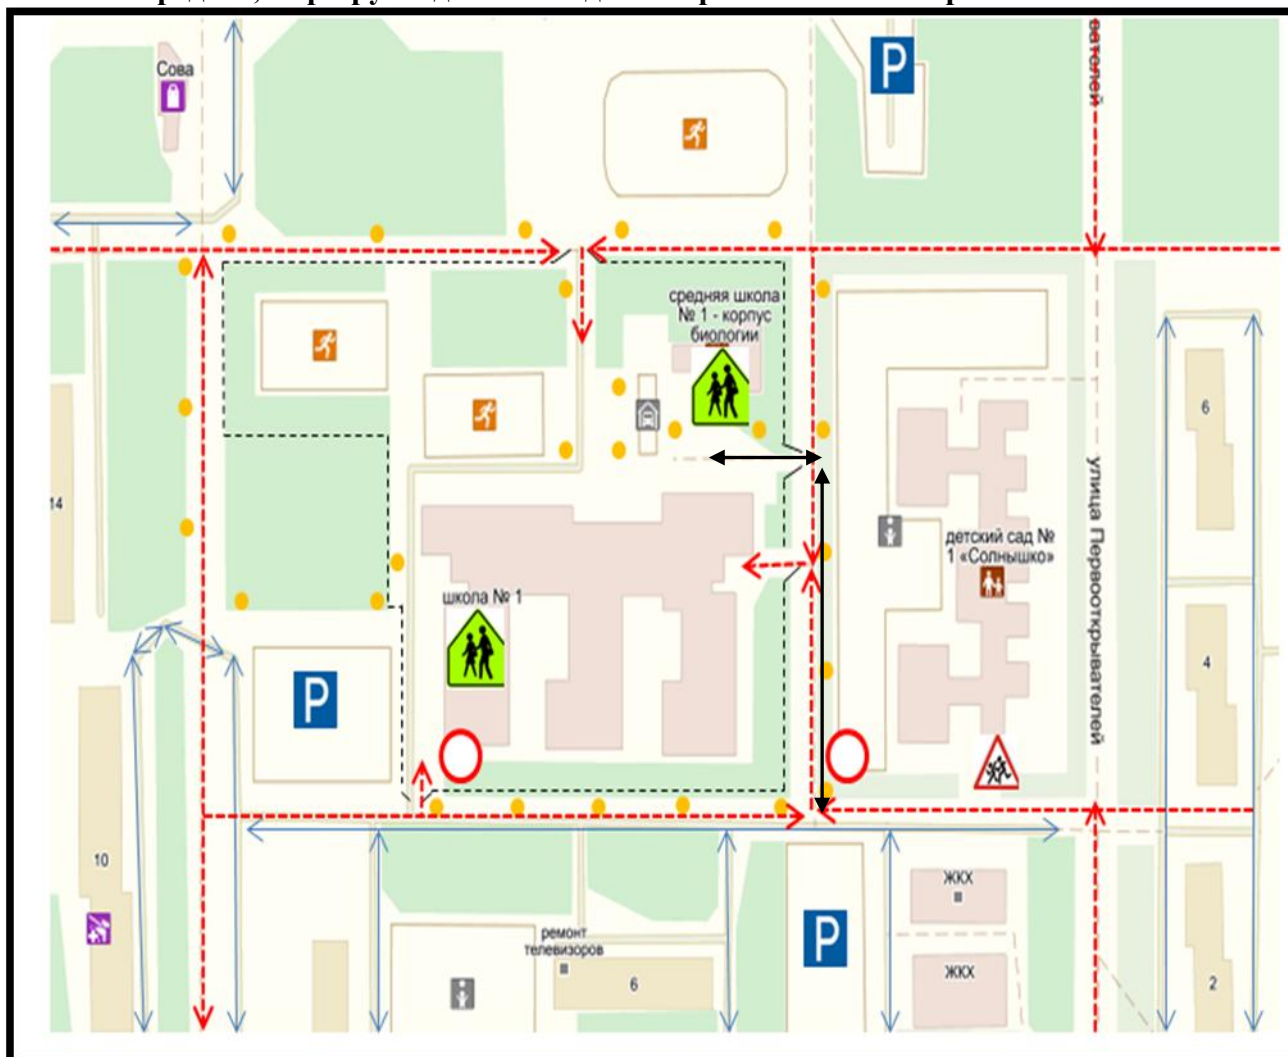 Сова
P
вателей
средняя школа
№ 1 - корпус
биологии
6
14
улица Первооткрывателей
детский сад №
1 «Солнышко»
школа № 1
P
4
10
ЖКХ
ремонт
телевизоров
P
6
ЖКХ
2